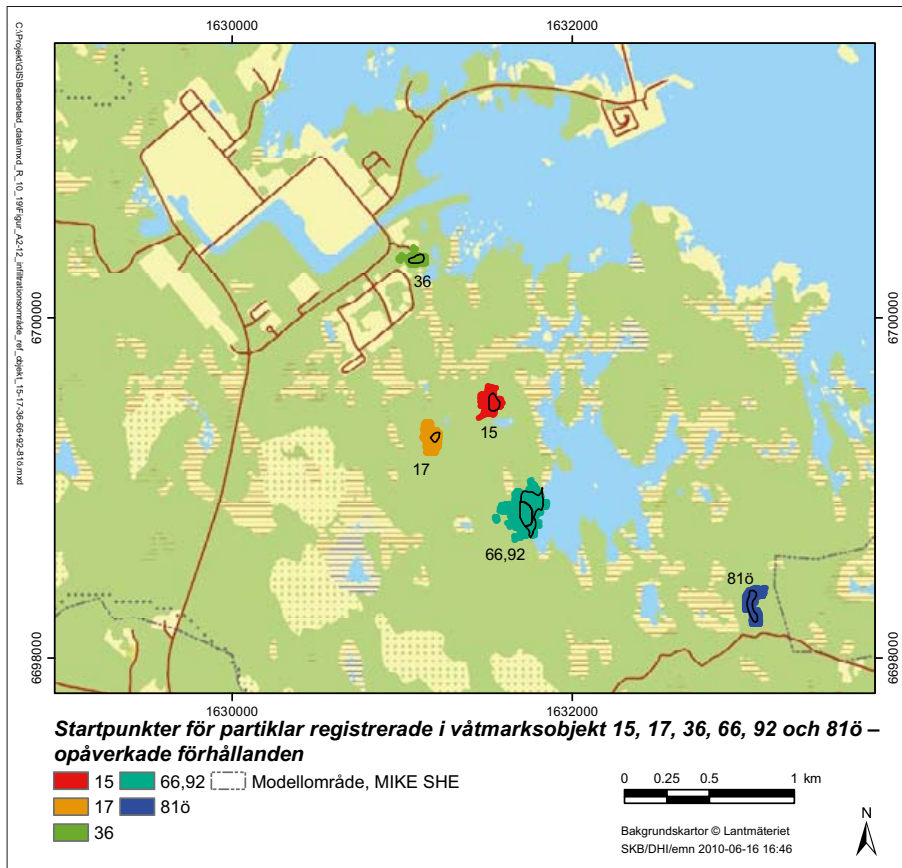 1630000
1632000
C:\Projekt\GIS\Bearbetad_data\mxd_R_10_19\Figur_A2-12_infiltrationsområde_ref_objekt_15-17-36-66+92-81ö.mxd
6700000
6700000
36
15
17
66,92
81ö
6698000
6698000
1630000
1632000
Startpunkter för partiklar registrerade i våtmarksobjekt 15, 17, 36, 66, 92 och 81ö –
opåverkade förhållanden
15
66,92
Modellområde, MIKE SHE
17
81ö
36
0 0.25 0.5 1 km
Bakgrundskartor © Lantmäteriet
SKB/DHI/emn 2010-06-16 16:46
N